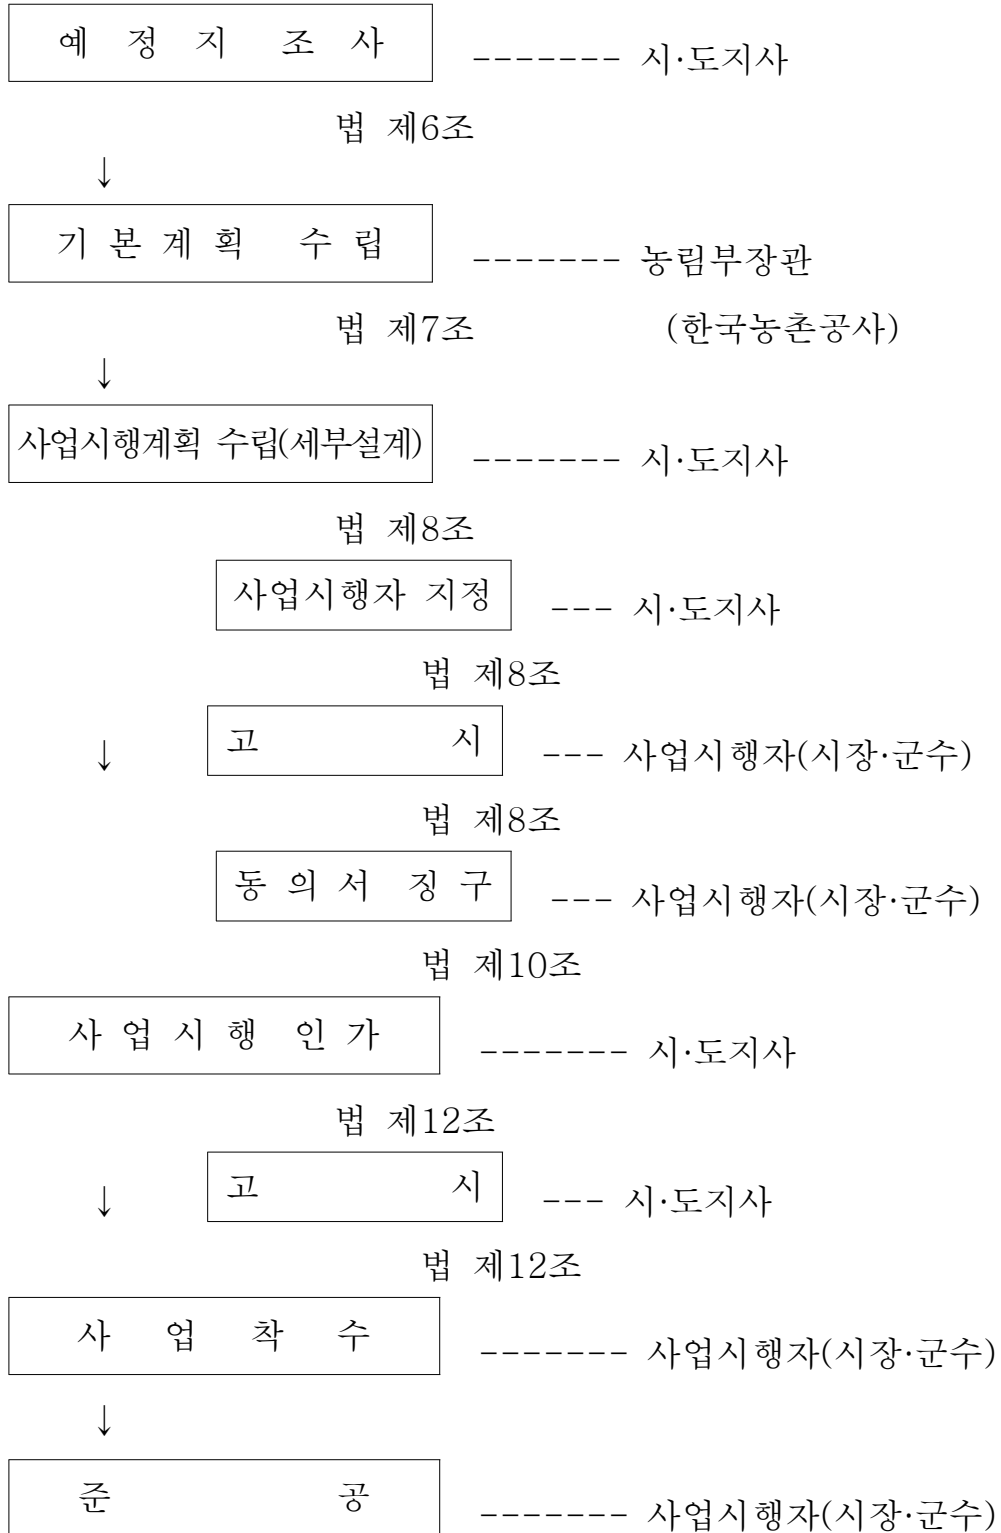 예 정 지 조 사 ------- 시·도지사
법 제6조
↓
기 본 계 획 수 립 ------- 농림부장관
법 제7조 (한국농촌공사)
↓
사업시행계획 수립(세부설계) ------- 시·도지사
법 제8조
사업시행자 지정 --- 시·도지사
법 제8조
↓ 고 시 --- 사업시행자(시장·군수)
법 제8조
동 의 서 징 구 --- 사업시행자(시장·군수)
법 제10조
사 업 시 행 인 가 ------- 시·도지사
법 제12조
↓ 고 시 --- 시·도지사
법 제12조
사 업 착 수 ------- 사업시행자(시장·군수)
↓
준 공 ------- 사업시행자(시장·군수)